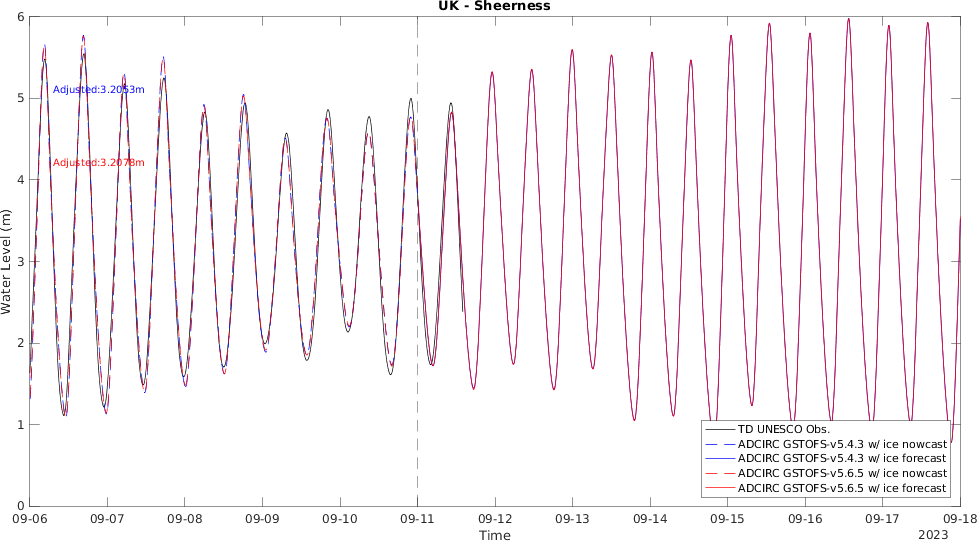 UK - Sheerness
Water Level (m)
6
5
4
3
2
1
0
Adjusted:3.2053m
Adjusted:3.2078m
TD UNESCO Obs.
ADCIRC GSTOFS-v5.4.3 w/ ice nowcast
ADCIRC GSTOFS-v5.4.3 w/ ice forecast
ADCIRC GSTOFS-v5.6.5 w/ ice nowcast
ADCIRC GSTOFS-v5.6.5 w/ ice forecast
09-06 09-07 09-08 09-09 09-10 09-11 09-12 09-13 09-14 09-15 09-16 09-17 09-18
Time
2023